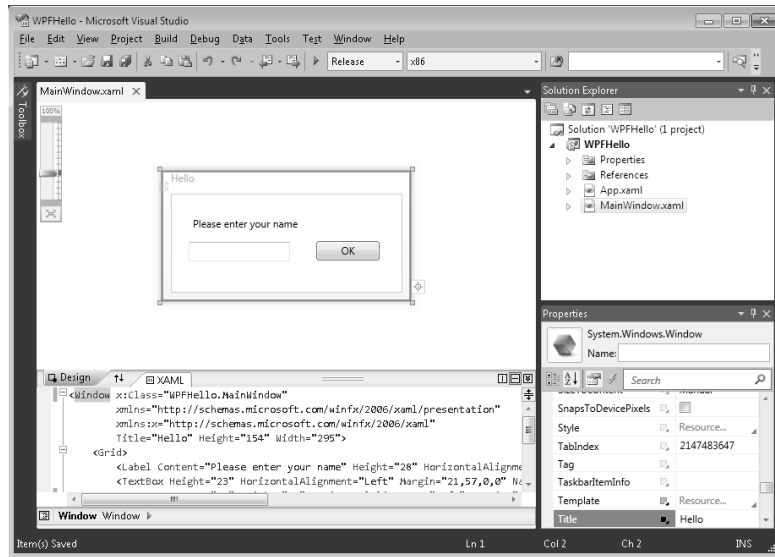 WPFHello - Microsoft Visual Studio
File Edit View Project Build Debug Data Tools Test Window Help
Release x86
Toolbox
MainWindow.xaml
100%
Hello
Please enter your name
OK
Design XAML
<Window x:Class="WPFHello.MainWindow"
xmlns="http://schemas.microsoft.com/winfx/2006/xaml/presentation"
xmlns:x="http://schemas.microsoft.com/winfx/2006/xaml"
Title="Hello" Height="154" Width="295">
<Grid>
<Label Content="Please enter your name" Height="28" HorizontalAlignme
<TextBox Height="23" HorizontalAlignment="Left" Margin="21,57,0,0" Na
Window Window
Solution Explorer
Solution 'WPFHello' (1 project)
WPFHello
Properties
References
App.xaml
MainWindow.xaml
Properties
System.Windows.Window
Name:
Search
SizeToContent Manual
SnapsToDevicePixels
Style Resource...
TabIndex 2147483647
Tag
TaskbarItemInfo
Template Resource...
Title Hello
Item(s) Saved Ln 1 Col 2 Ch 2 INS